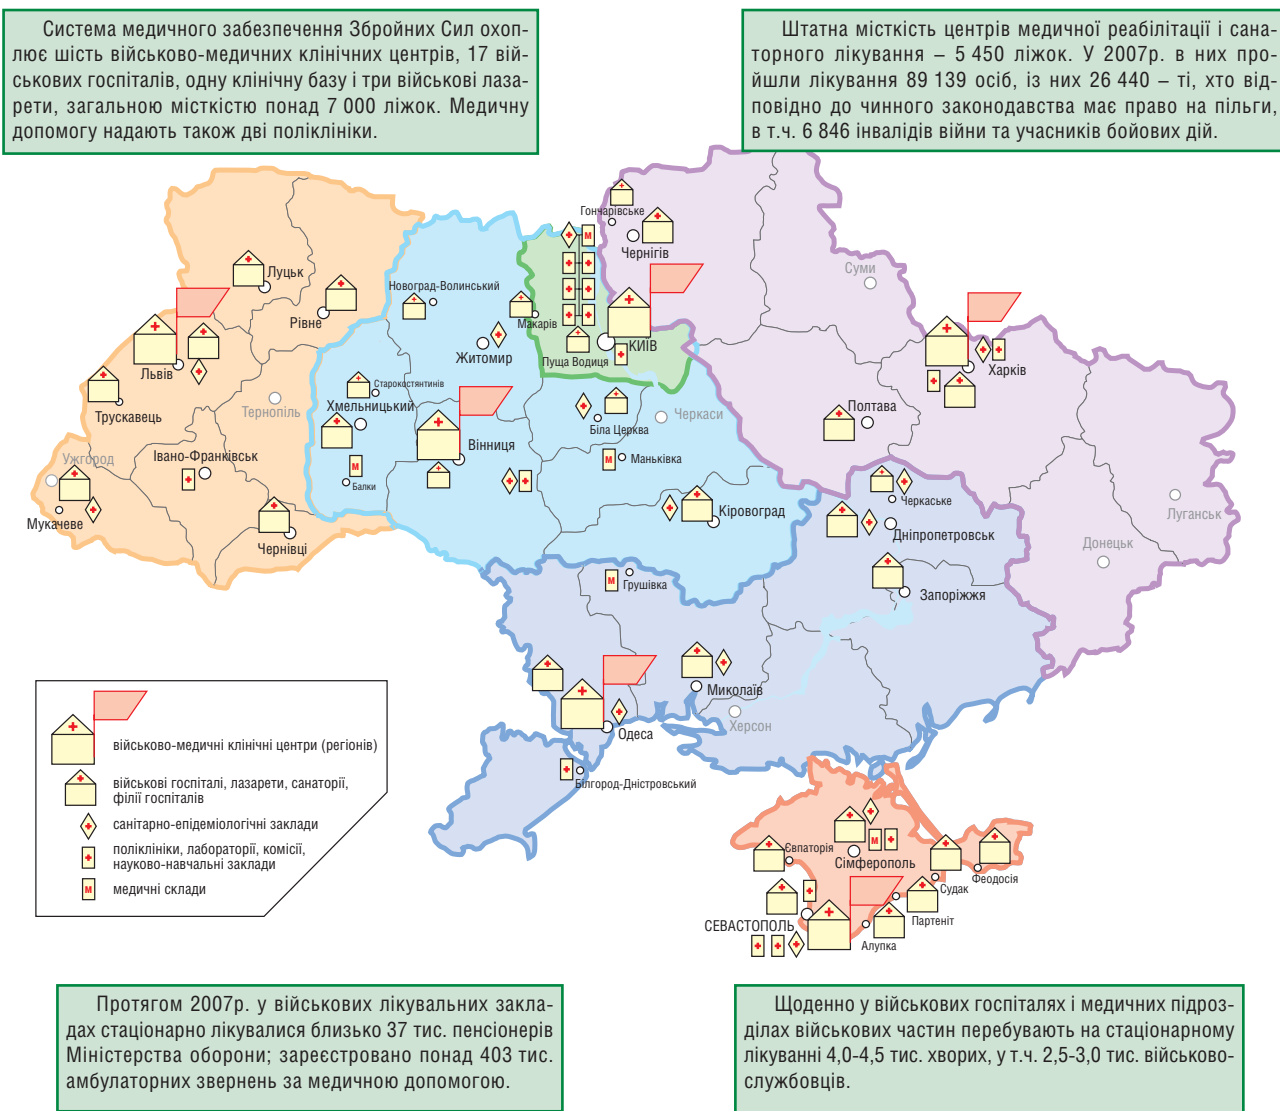 Система медичного забезпечення Збройних Сил охоп-
лює шість військово-медичних клінічних центрів, 17 вій-
ськових госпіталів, одну клінічну базу і три військові лаза-
рети, загальною місткістю понад 7 000 ліжок. Медичну
допомогу надають також дві поліклініки.
Штатна місткість центрів медичної реабілітації і сана-
торного лікування – 5 450 ліжок. У 2007р. в них про-
йшли лікування 89 139 осіб, із них 26 440 – ті, хто від-
повідно до чинного законодавства має право на пільги,
в т.ч. 6 846 інвалідів війни та учасників бойових дій.
Гончарівське
Чернігів
Суми
Луцьк
Новоград-Волинський
Рівне
Макарів
КИЇВ
Житомир
Пуща Водиця
Львів
Харків
Старокостянтинів
Трускавець
Тернопіль
Хмельницький
Полтава
Черкаси
Біла Церква
Вінниця
Ужгород
Івано-Франківськ
М
Маньківка
М
Балки
Черкаське
Мукачеве
Кіровоград
Луганськ
Чернівці
Дніпропетровськ
Донецьк
М
Грушівка
Запоріжжя
Миколаїв
Херсон
Одеса
Білгород-Дністровський
М
Євпаторія
Сімферополь
М
Судак
Феодосія
Партеніт
СЕВАСТОПОЛЬ
Алупка
військово-медичні клінічні центри (регіонів)
військові госпіталі, лазарети, санаторії,
філії госпіталів
санітарно-епідеміологічні заклади
поліклініки, лабораторії, комісії,
науково-навчальні заклади
М
медичні склади
Протягом 2007р. у військових лікувальних закла-
дах стаціонарно лікувалися близько 37 тис. пенсіонерів
Міністерства оборони; зареєстровано понад 403 тис.
амбулаторних звернень за медичною допомогою.
Щоденно у військових госпіталях і медичних підроз-
ділах військових частин перебувають на стаціонарному
лікуванні 4,0-4,5 тис. хворих, у т.ч. 2,5-3,0 тис. військово-
службовців.